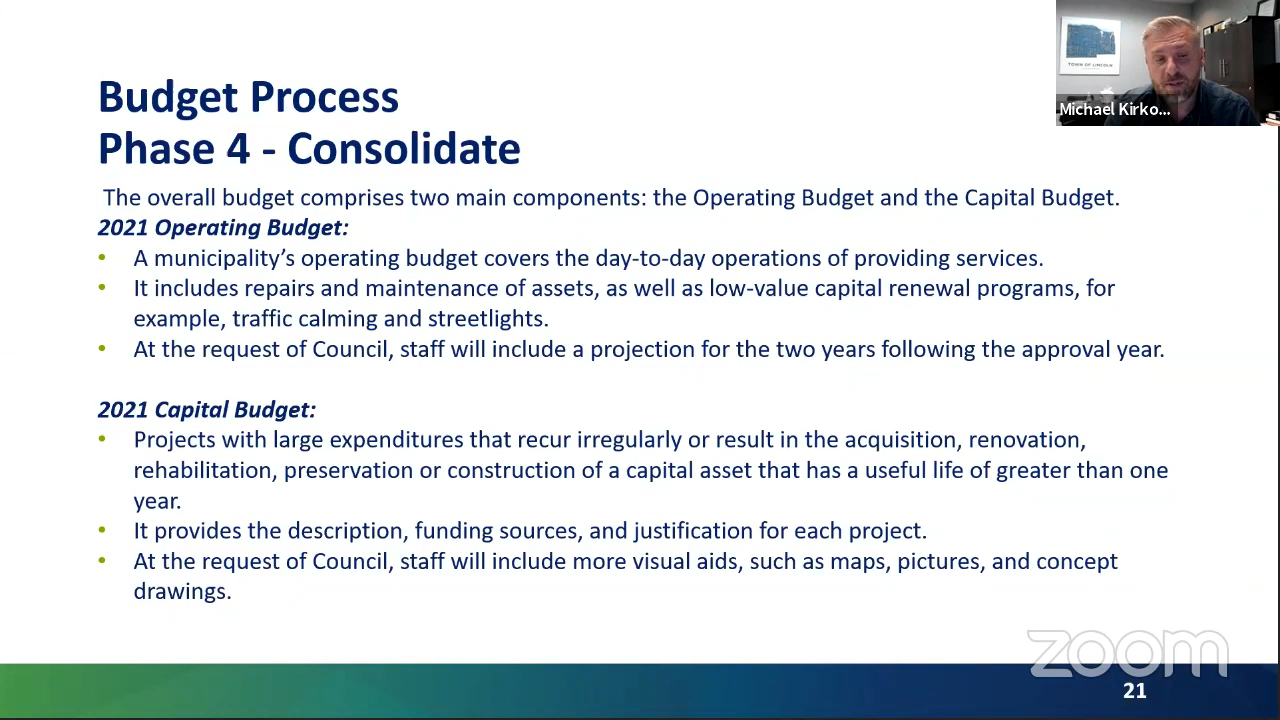 Budget Process
Phase 4 - Consolidate
The overall budget comprises two main components: the Operating Budget and the Capital Budget.
2021 Operating Budget:
• A municipality’s operating budget covers the day-to-day operations of providing services.
• It includes repairs and maintenance of assets, as well as low-value capital renewal programs, for
example, traffic calming and streetlights.
• At the request of Council, staff will include a projection for the two years following the approval year.
2021 Capital Budget:
• Projects with large expenditures that recur irregularly or result in the acquisition, renovation,
rehabilitation, preservation or construction of a capital asset that has a useful life of greater than one
year.
• It provides the description, funding sources, and justification for each project.
• At the request of Council, staff will include more visual aids, such as maps, pictures, and concept
drawings.
TOWN OF LINCOLN
Michael Kirko...
zoom
21